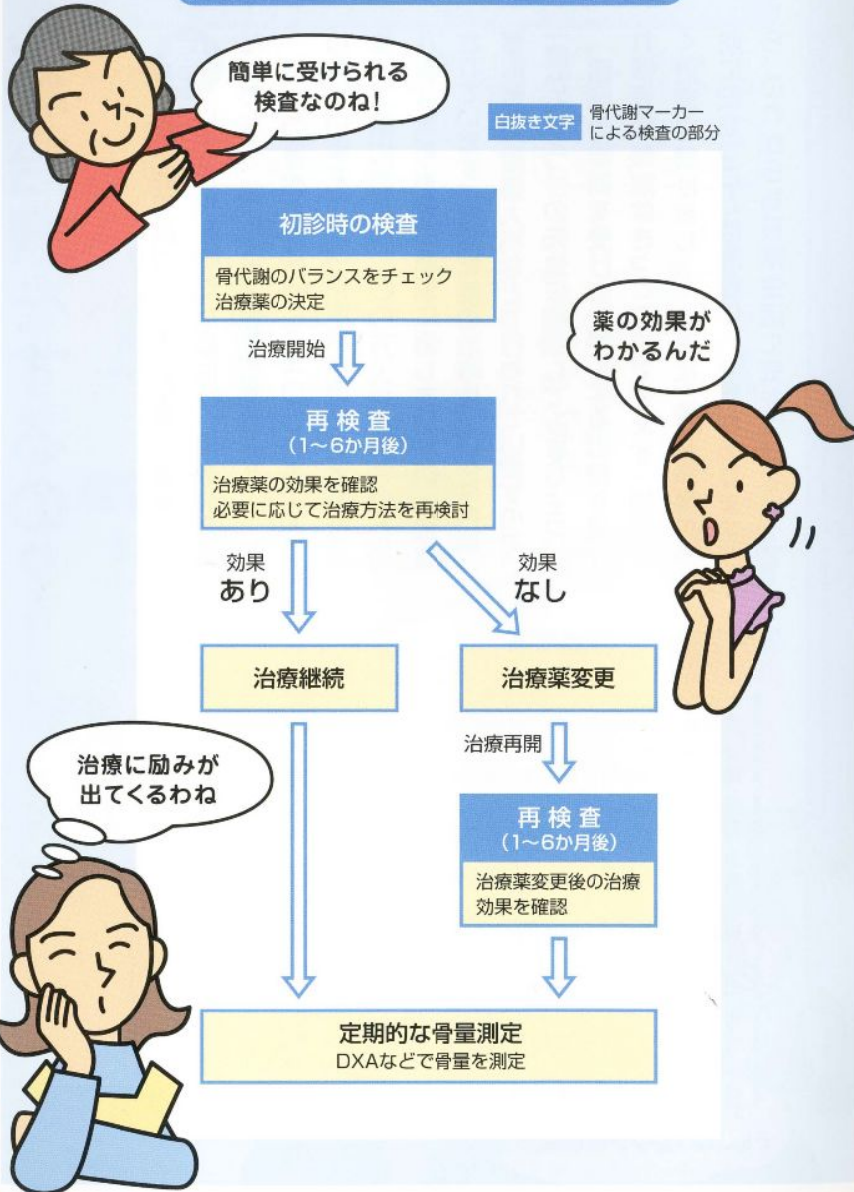 簡単に受けられる
検査なのね!
白抜き文字
骨代謝マーカー
による検査の部分
初診時の検査
骨代謝のバランスをチェック
治療薬の決定
治療開始
薬の効果が
わかるんだ
再検査
(1〜6か月後)
治療薬の効果を確認
必要に応じて治療方法を再検討
効果
あり
効果
なし
治療継続
治療薬変更
治療に励みが
出てくるわね
治療再開
再検査
(1〜6か月後)
治療薬変更後の治療
効果を確認
定期的な骨量測定
DXAなどで骨量を測定